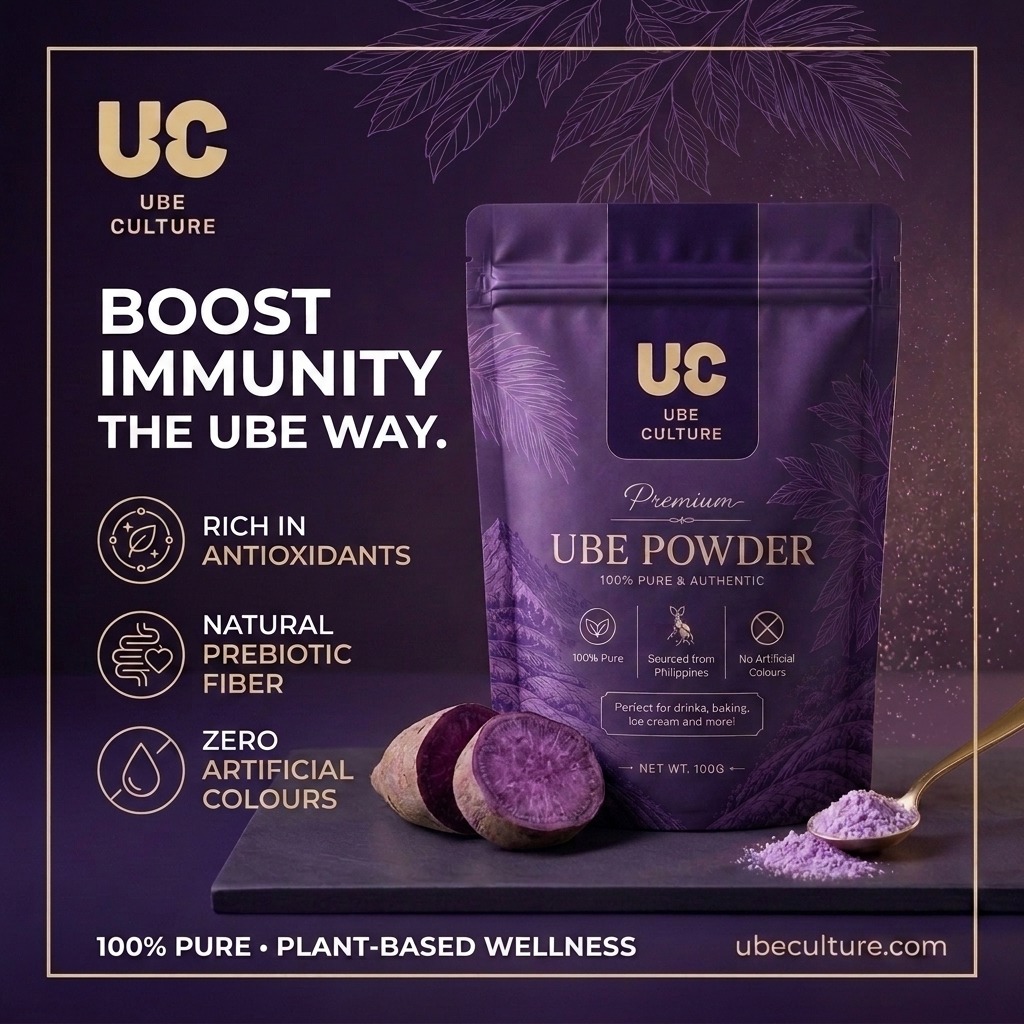 UC
UBE
CULTURE
BOOST
IMMUNITY
THE UBE WAY.
RICH IN
ANTIOXIDANTS
NATURAL
PREBIOTIC
FIBER
ZERO
ARTIFICIAL
COLOURS
UC
UBE
CULTURE
Premium
UBE POWDER
100% PURE & AUTHENTIC
100% Pure
Seurced from
Philippines
No Artificial
Colours
Perfect for drinka, baking.
Ice cream and more!
NET WT. 100G
100% PURE • PLANT-BASED WELLNESS
ubeculture.com